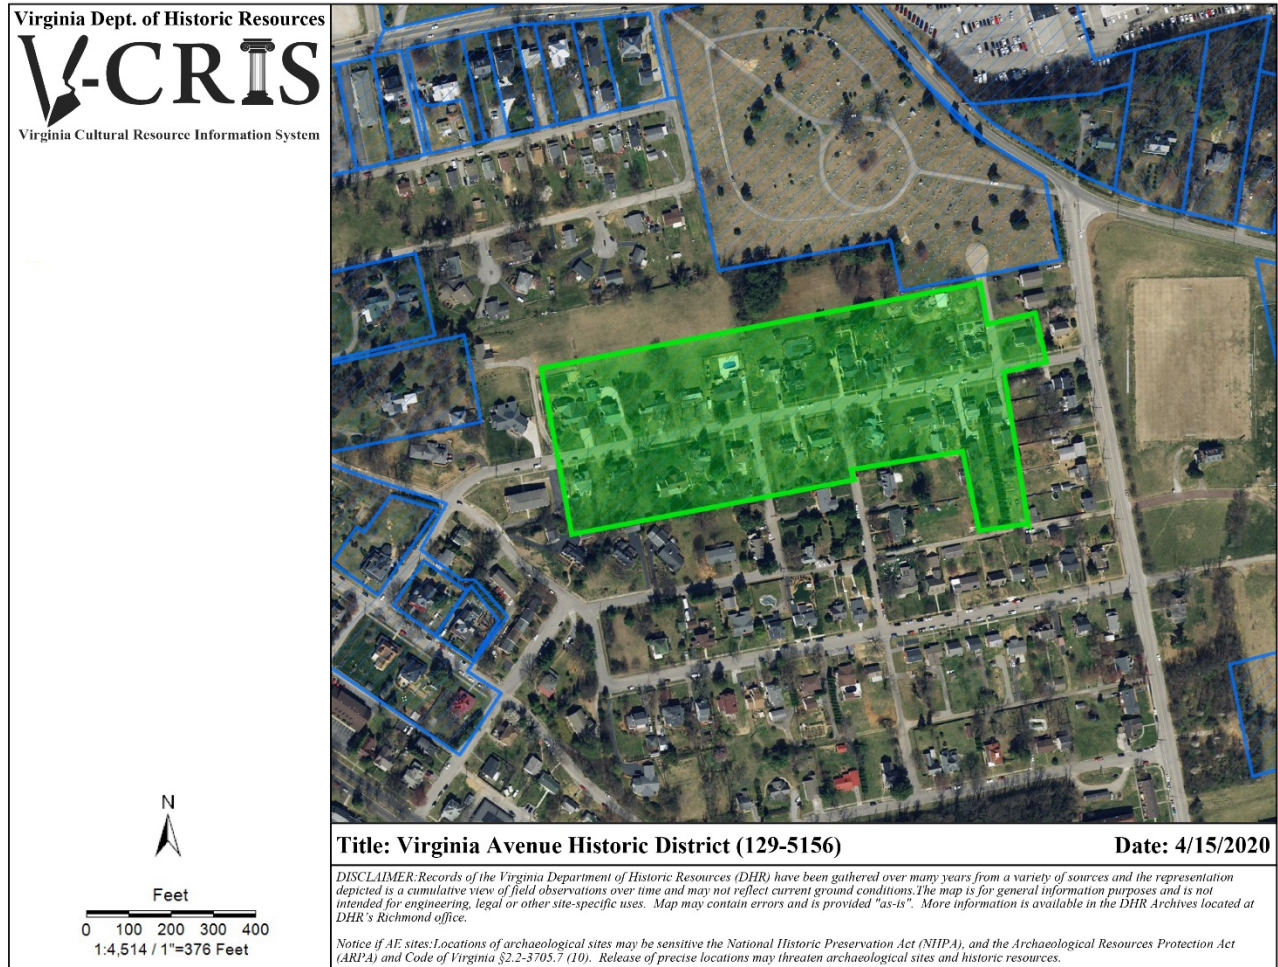 Virginia Dept. of Historic Resources
V-CRIS
Virginia Cultural Resource Information System
N
Feet
0 100 200 300 400
1:4,514 / 1"=376 Feet
Title: Virginia Avenue Historic District (129-5156) Date: 4/15/2020
DISCLAIMER:Records of the Virginia Department of Historic Resources (DHR) have been gathered over many years from a variety of sources and the representation
depicted is a cumulative view of field observations over time and may not reflect current ground conditions.The map is for general information purposes and is not
intended for engineering, legal or other site-specific uses. Map may contain errors and is provided "as-is". More information is available in the DHR Archives located at
DHR's Richmond office.
Notice if AE sites:Locations of archaeological sites may be sensitive the National Historic Preservation Act (NHPA), and the Archaeological Resources Protection Act
(ARPA) and Code of Virginia §2.2-3705.7 (10). Release of precise locations may threaten archaeological sites and historic resources.